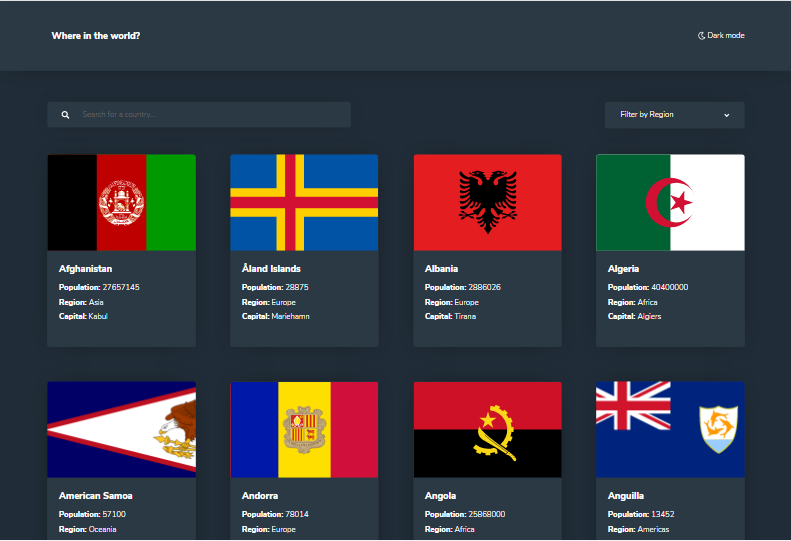 Where in the world?
Dark mode
Search for a country...
Filter by Region
Afghanistan
Population: 27657145
Region: Asia
Capital: Kabul
Åland Islands
Population: 28875
Region: Europe
Capital: Mariehamn
Albania
Population: 2886026
Region: Europe
Capital: Tirana
Algeria
Population: 40400000
Region: Africa
Capital: Algiers
American Samoa
Population: 57100
Region: Oceania
Andorra
Population: 78014
Region: Europe
Angola
Population: 25868000
Region: Africa
Anguilla
Population: 13452
Region: Americas